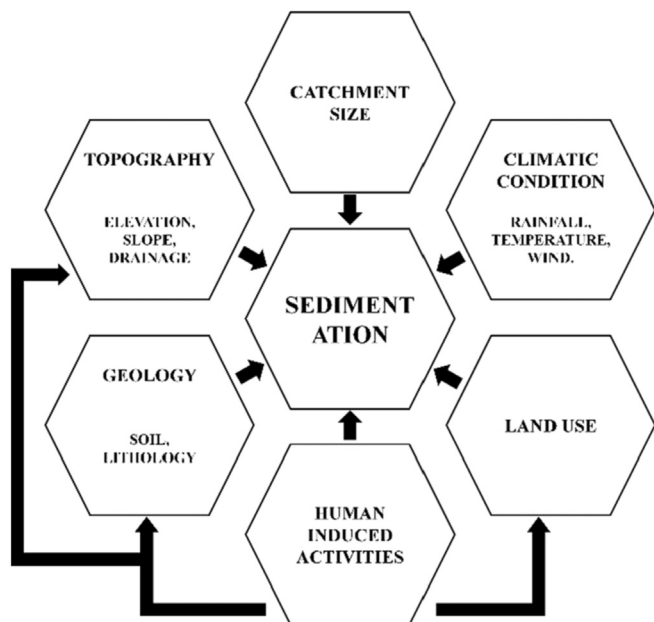 CATCHMENT
SIZE
TOPOGRAPHY
ELEVATION,
SLOPE,
DRAINAGE
CLIMATIC
CONDITION
RAINFALL,
TEMPERATURE,
WIND.
SEDIMENT
ATION
GEOLOGY
SOIL,
LITHOLOGY
LAND USE
HUMAN
INDUCED
ACTIVITIES